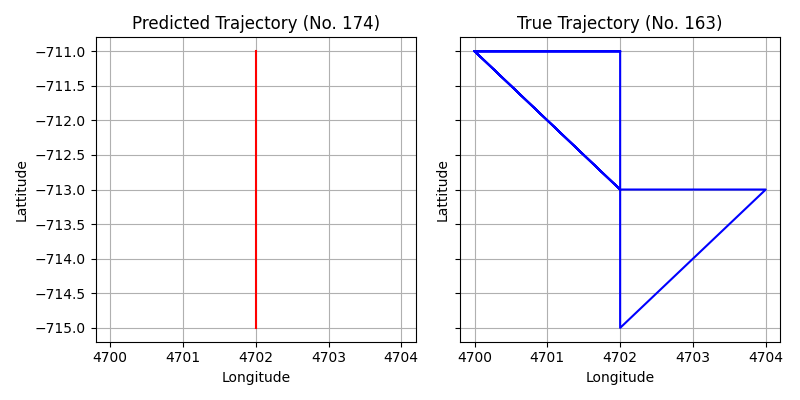 Predicted Trajectory (No. 174)
Lattitude
−711.0
−711.5
−712.0
−712.5
−713.0
−713.5
−714.0
−714.5
−715.0
4700 4701 4702 4703 4704
Longitude
True Trajectory (No. 163)
Lattitude
4700 4701 4702 4703 4704
Longitude